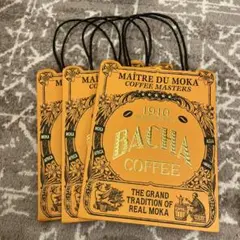 MAÎTRE DU MOKA
COFFEE MASTERS
1910
BACHA
COFFEE
THE GRAND
TRADITION OF
REAL MOKA